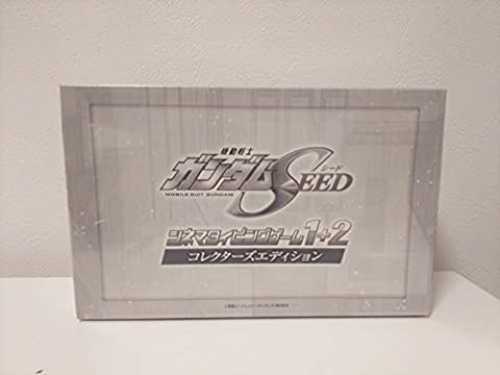 機動戦士
ガンダムSEED
シード
MOBILE SUIT GUNDAM
シネマタイピングゲーム1+2
コレクターズエディション